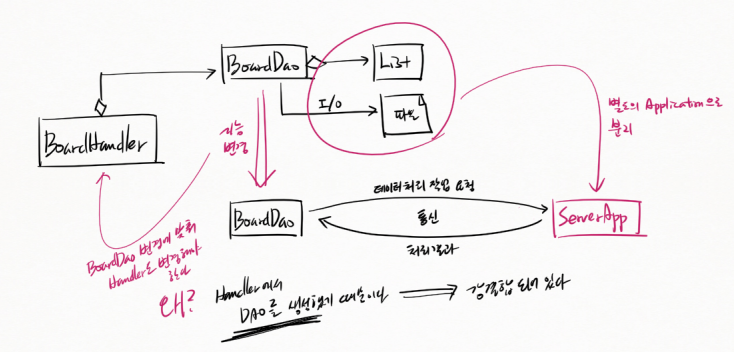 BoardDao
List
I/O
파일
BoardHandler
기능
변경
별도의 Application으로
분리
데이터처리 작업 요청
BoardDao
통신
ServerApp
처리결과
BoardDao 변경에 맞춰
Handler도 변경해야
한다
왜?
Handler에서
DAO를 생성했기 때문이다
강결합 되어 있다